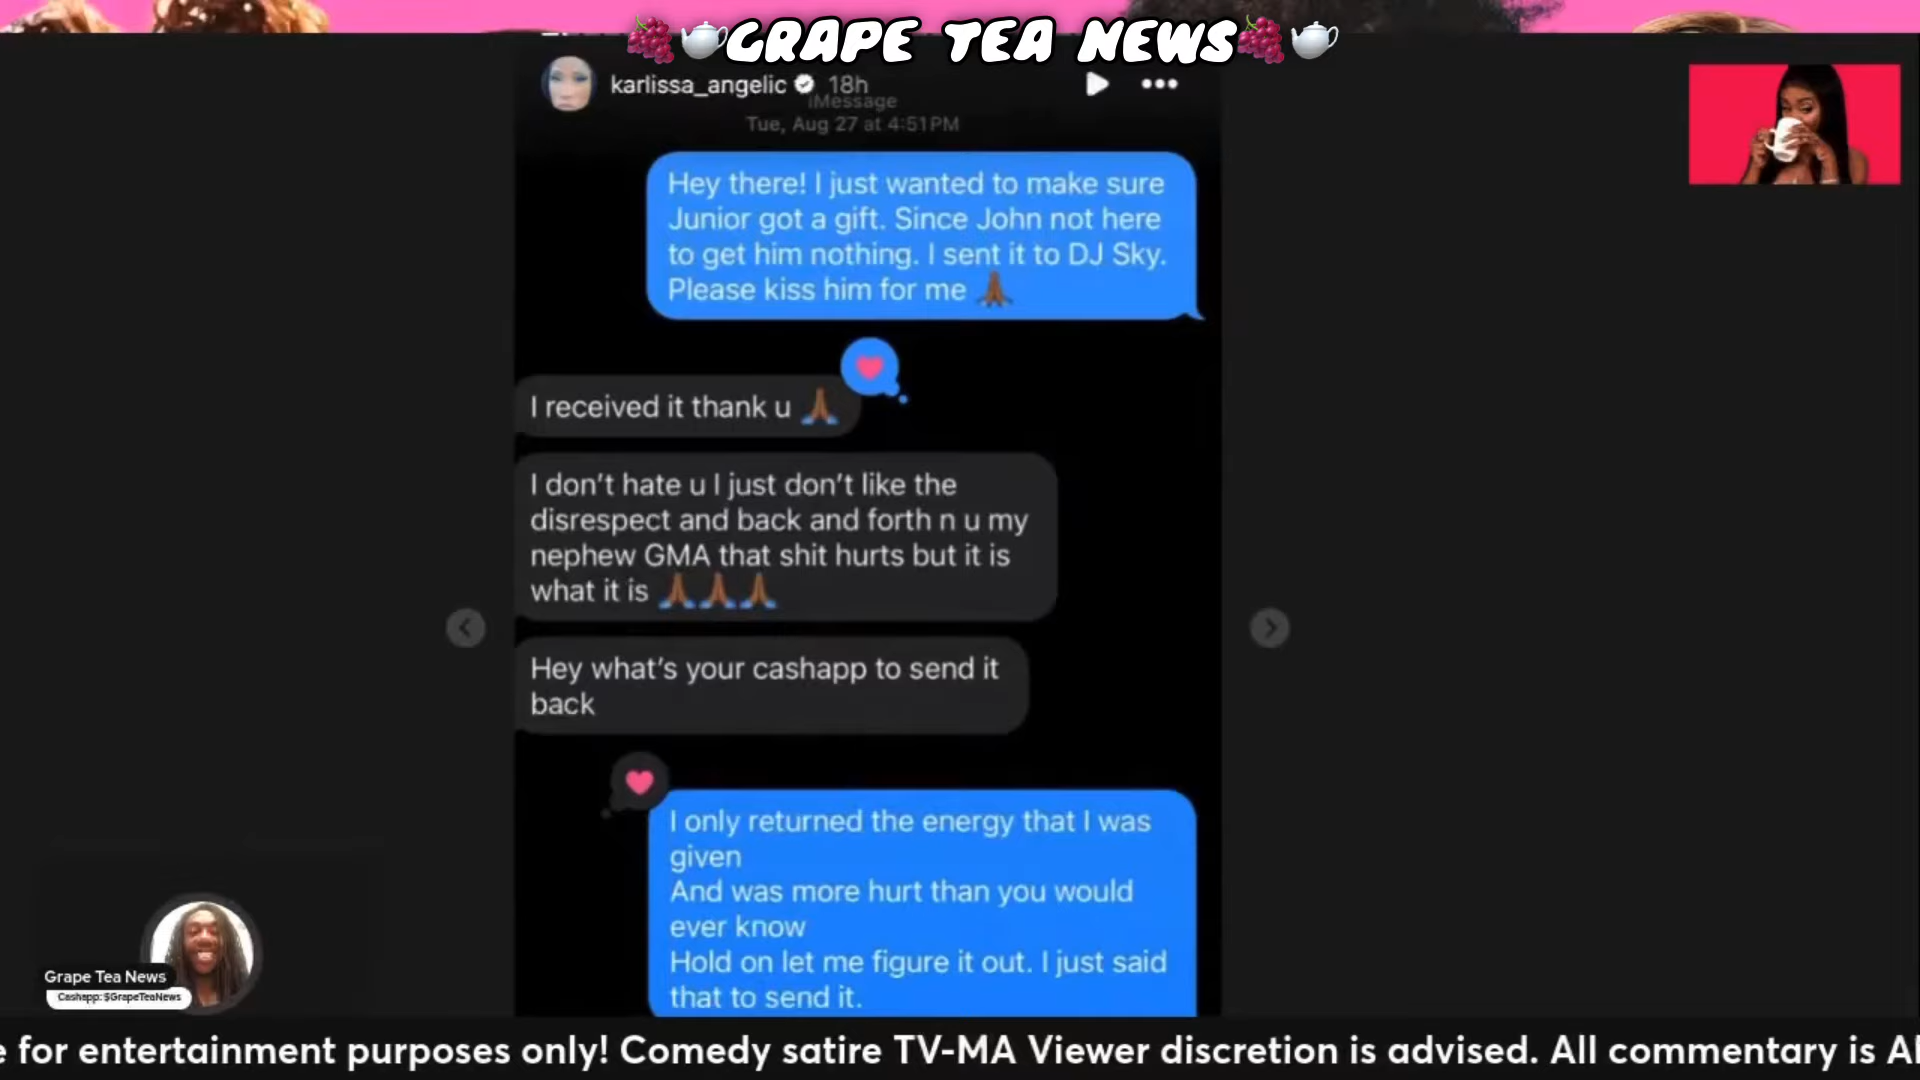 GRAPE TEA NEWS
karlissa_angelic 18h
iMessage
Tue, Aug 27 at 4:51PM
Hey there! I just wanted to make sure
Junior got a gift. Since John not here
to get him nothing. I sent it to DJ Sky.
Please kiss him for me 🙏🏾
I received it thank u 🙏🏾
I don't hate u I just don't like the
disrespect and back and forth n u my
nephew GMA that shit hurts but it is
what it is 🙏🏾🙏🏾🙏🏾
Hey what's your cashapp to send it
back
I only returned the energy that I was
given
And was more hurt than you would
ever know
Hold on let me figure it out. I just said
that to send it.
Grape Tea News
Cashapp: $GrapeTeaNews
e for entertainment purposes only! Comedy satire TV-MA Viewer discretion is advised. All commentary is